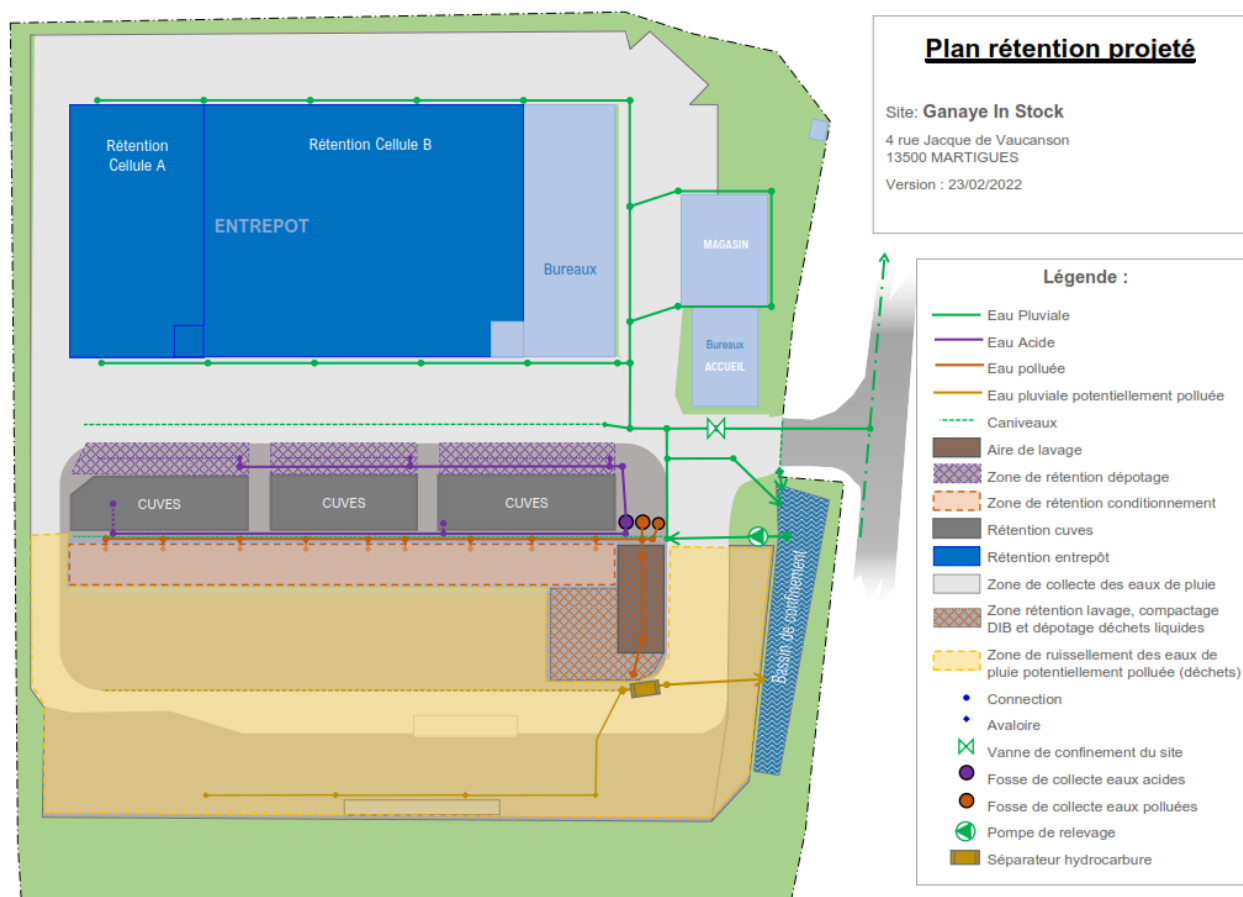 Plan rétention projeté
Site: Ganaye In Stock
4 rue Jacque de Vaucanson
13500 MARTIGUES
Version : 23/02/2022
Rétention
Cellule A
Rétention Cellule B
ENTREPOT
Bureaux
MAGASIN
Bureaux
ACCUEIL
CUVES
CUVES
CUVES
Bassin de confinement
Légende :
Eau Pluviale
Eau Acide
Eau polluée
Eau pluviale potentiellement polluée
Caniveaux
Aire de lavage
Zone de rétention dépotage
Zone de rétention conditionnement
Rétention cuves
Rétention entrepôt
Zone de collecte des eaux de pluie
Zone rétention lavage, compactage
DIB et dépotage déchets liquides
Zone de ruissellement des eaux de
pluie potentiellement polluée (déchets)
Connection
Avaloire
Vanne de confinement du site
Fosse de collecte eaux acides
Fosse de collecte eaux polluées
Pompe de relevage
Séparateur hydrocarbure